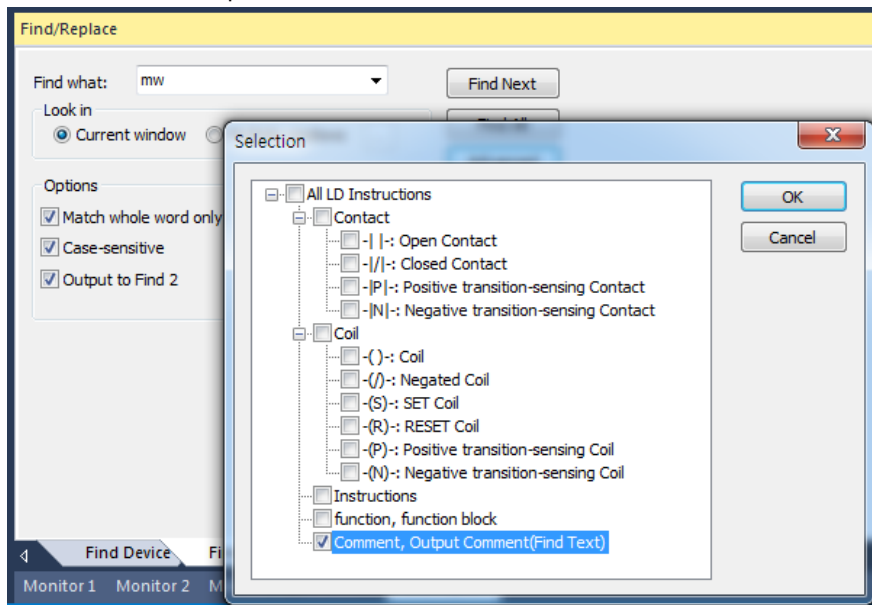 Find/Replace
Find what: mw Find Next
Look in
Current window
Selection
Options
Match whole word only
Case-sensitive
Output to Find 2
All LD Instructions OK
Contact Cancel
-| |-: Open Contact
-|/|-: Closed Contact
-|P|-: Positive transition-sensing Contact
-|N|-: Negative transition-sensing Contact
Coil
-( )-: Coil
-(/)-: Negated Coil
-(S)-: SET Coil
-(R)-: RESET Coil
-(P)-: Positive transition-sensing Coil
-(N)-: Negative transition-sensing Coil
Instructions
function, function block
Comment, Output Comment(Find Text)
Find Device Fi
Monitor 1 Monitor 2 M